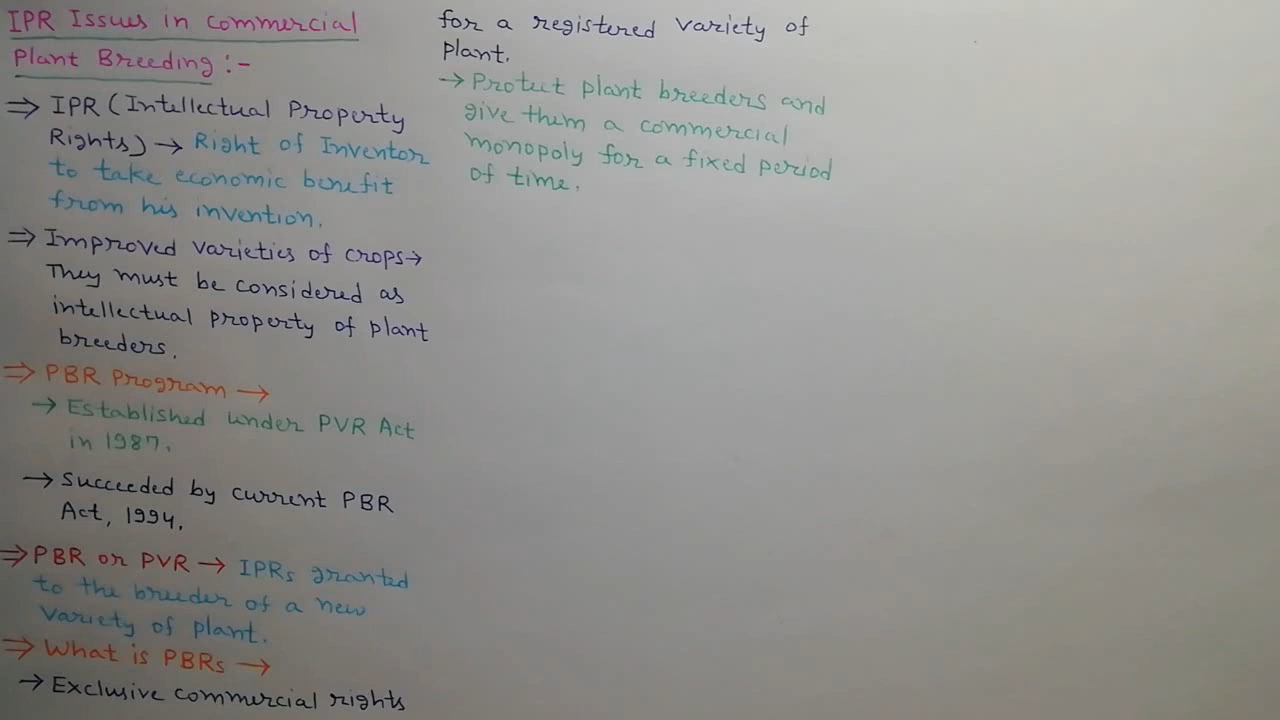 IPR Issues in Commercial
Plant Breeding :-
⇒ IPR (Intellectual Property
Rights) → Right of Inventor
to take economic benefit
from his invention.
⇒ Improved varieties of crops→
They must be considered as
intellectual property of plant
breeders.
⇒ PBR Program →
→ Established under PVR Act
in 1987.
→ Succeeded by current PBR
Act, 1994.
⇒ PBR or PVR → IPRs granted
to the breeder of a new
variety of plant.
⇒ What is PBRs →
→ Exclusive commercial rights
for a registered variety of
plant.
→ Protect plant breeders and
give them a commercial
monopoly for a fixed period
of time.